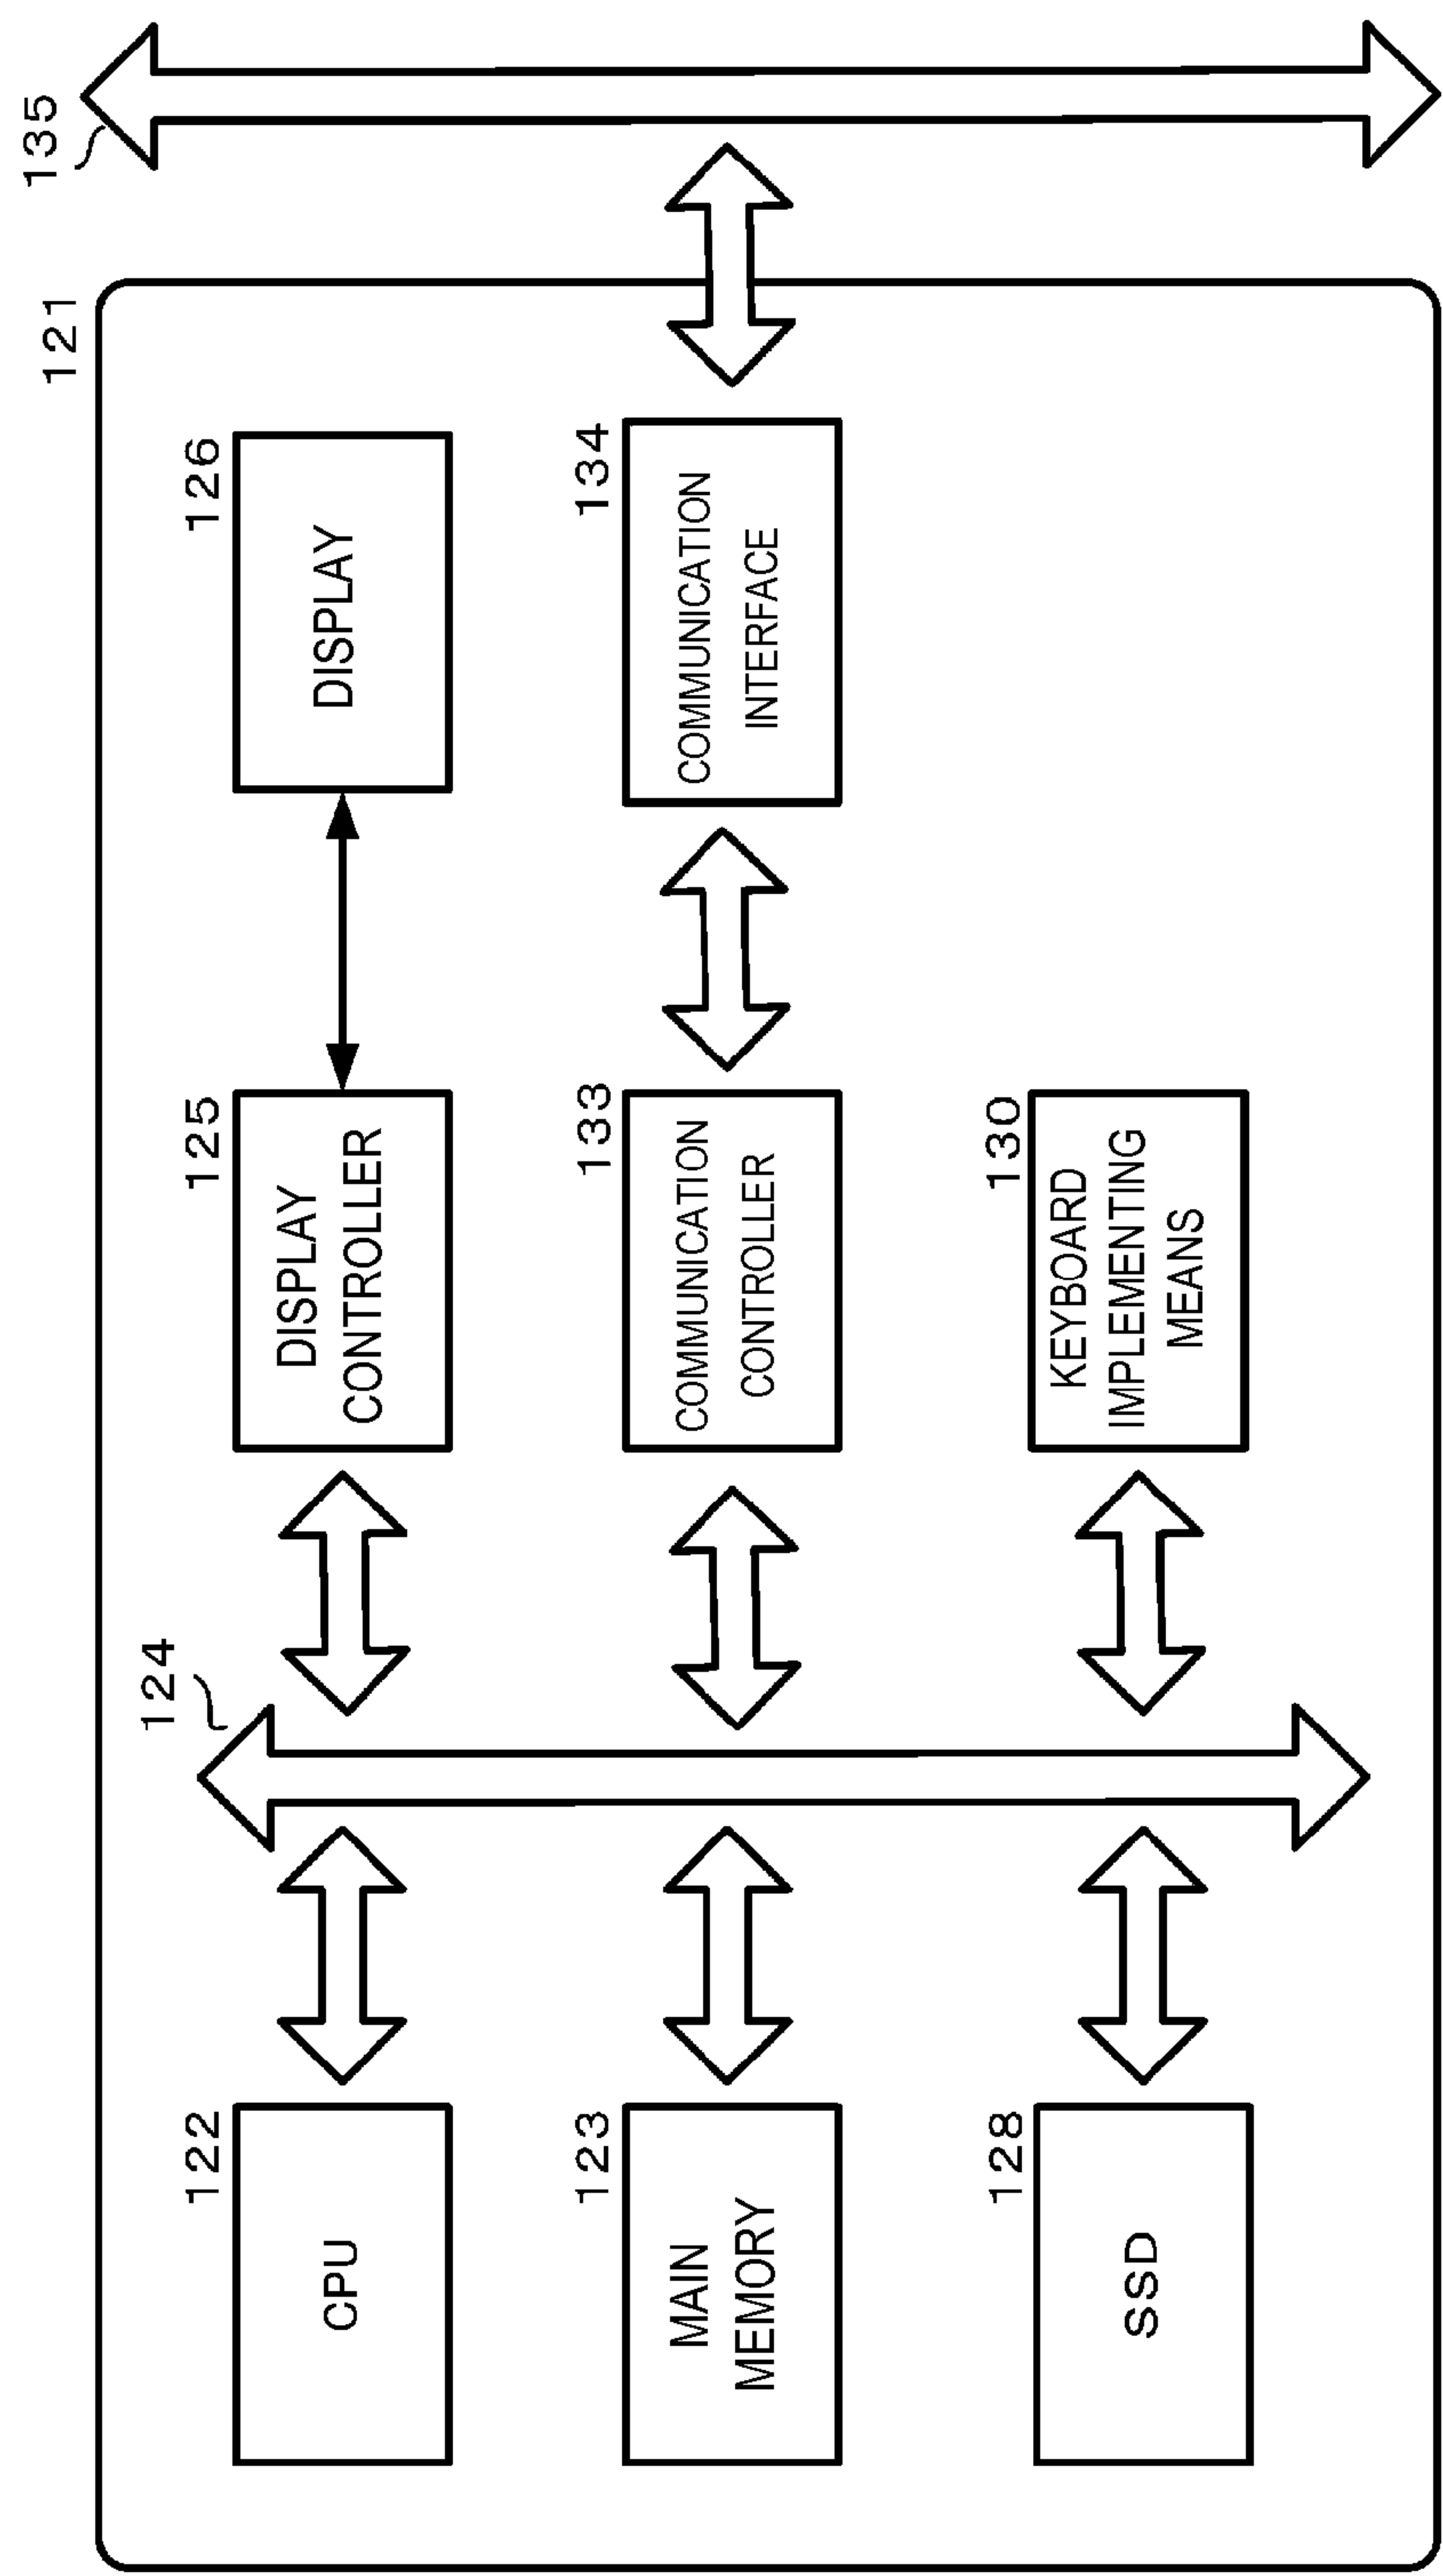 121
135
122
CPU
124
125
DISPLAY
CONTROLLER
126
DISPLAY
123
MAIN
MEMORY
133
COMMUNICATION
CONTROLLER
134
COMMUNICATION
INTERFACE
128
SSD
130
KEYBOARD
IMPLEMENTING
MEANS